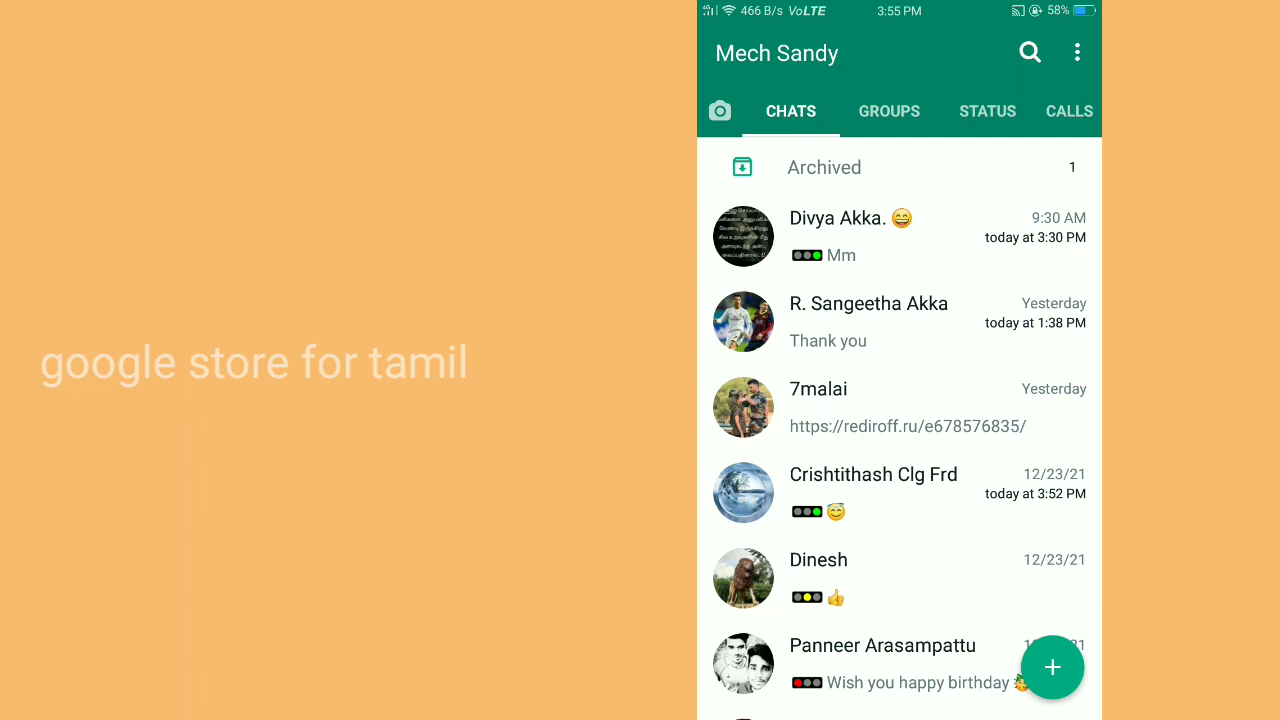 466 B/s VoLTE 3:55 PM 58%
Mech Sandy
CHATS GROUPS STATUS CALLS
Archived 1
Divya Akka. 😄 9:30 AM
today at 3:30 PM
Mm
R. Sangeetha Akka Yesterday
today at 1:38 PM
Thank you
google store for tamil
7malai Yesterday
https://rediroff.ru/e678576835/
Crishtithash Clg Frd 12/23/21
today at 3:52 PM
😇
Dinesh 12/23/21
👍
Panneer Arasampattu
Wish you happy birthday